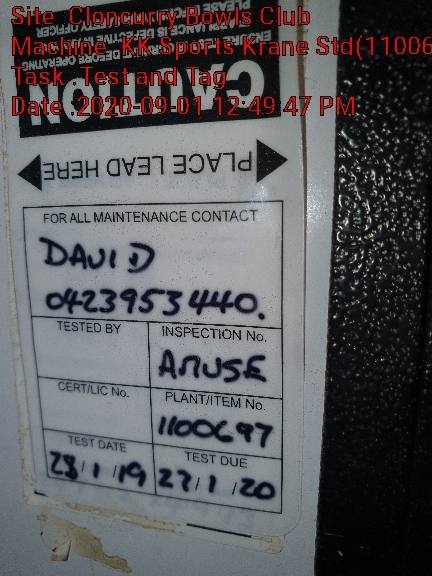 Site Cloncurry Bowls Club
Machine KK Sports Krane Std(11006
Task Test and Tag
Date 2020-09-01 12 49 47 PM
CAUTION
PLACE LEAD HERE
FOR ALL MAINTENANCE CONTACT
DAVID
0423953440.
TESTED BY
INSPECTION No.
AMUSE
CERT/LIC No.
PLANT/ITEM No.
1100697
TEST DATE
TEST DUE
28/1/19
27/1/20